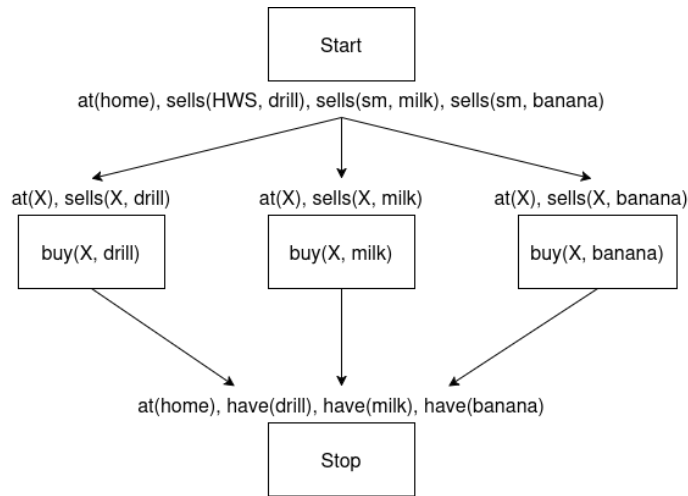 Start
at(home), sells(HWS, drill), sells(sm, milk), sells(sm, banana)
at(X), sells(X, drill)
at(X), sells(X, milk)
at(X), sells(X, banana)
buy(X, drill)
buy(X, milk)
buy(X, banana)
at(home), have(drill), have(milk), have(banana)
Stop